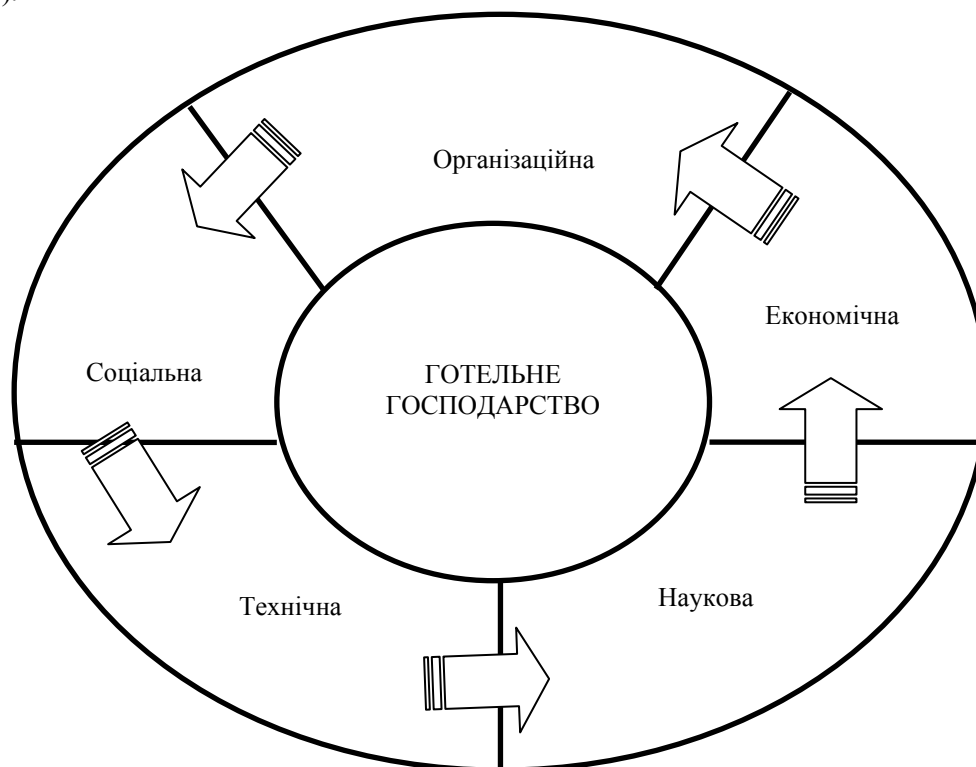 ).
Організаційна
Економічна
Соціальна
ГОТЕЛЬНЕ
ГОСПОДАРСТВО
Наукова
Технічна